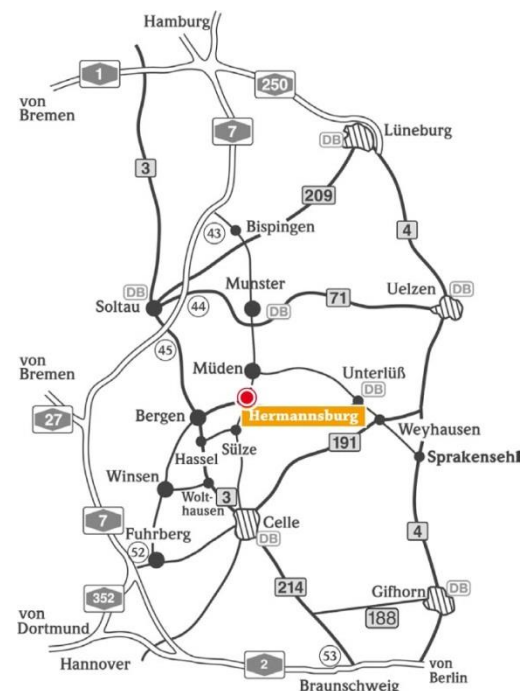 Hamburg
1
250
von
Bremen
7
DB
Lüneburg
3
209
43
Bispingen
4
Munster
DB
Soltau
DB
44
71
Uelzen
DB
45
von
Bremen
Müden
Unterlüß
DB
27
Bergen
Hermannsburg
Weyhausen
Hassel
Sülze
191
Sprakensehl
Winsen
Wolt-
hausen
3
7
Celle
DB
4
Fuhrberg
52
352
214
Gifhorn
DB
188
von
Dortmund
Hannover
2
53
von
Berlin
Braunschweig